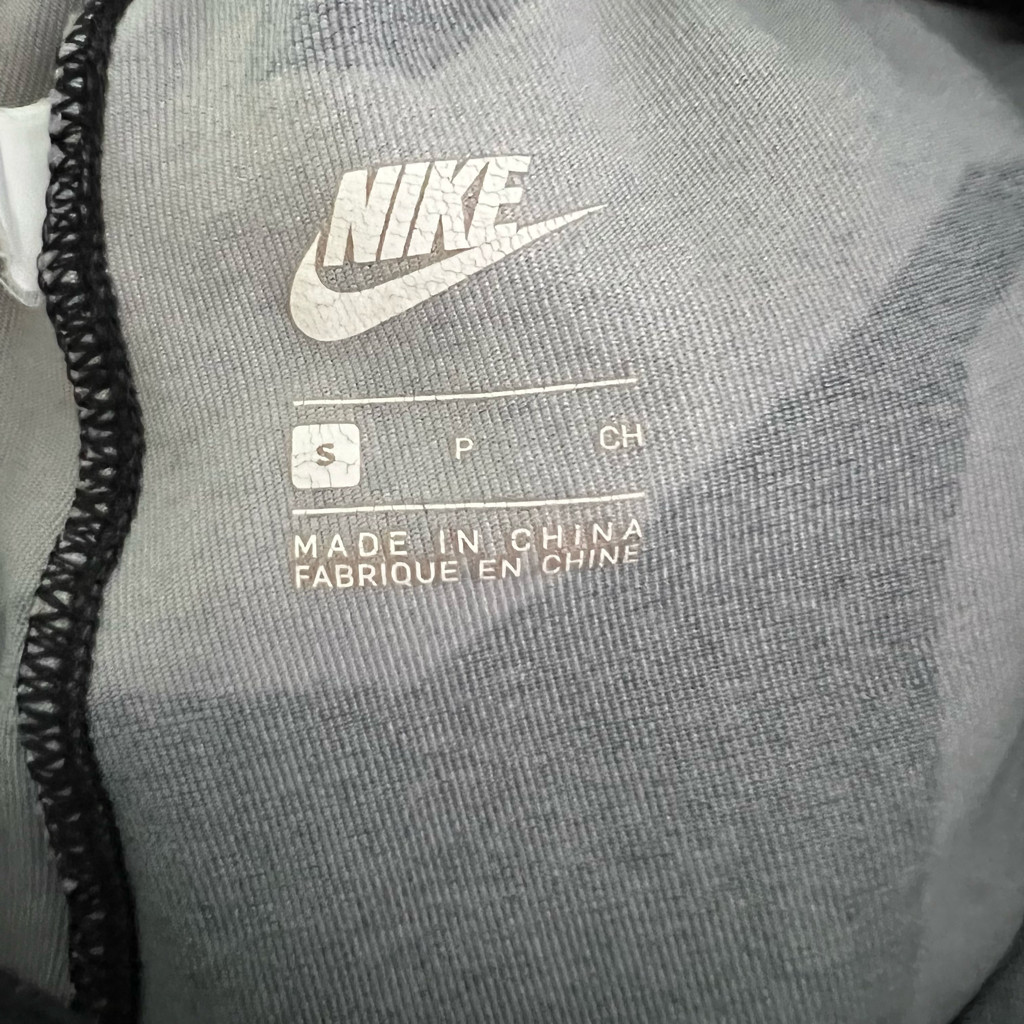 NIKE
S P CH
MADE IN CHINA
FABRIQUE EN CHINE